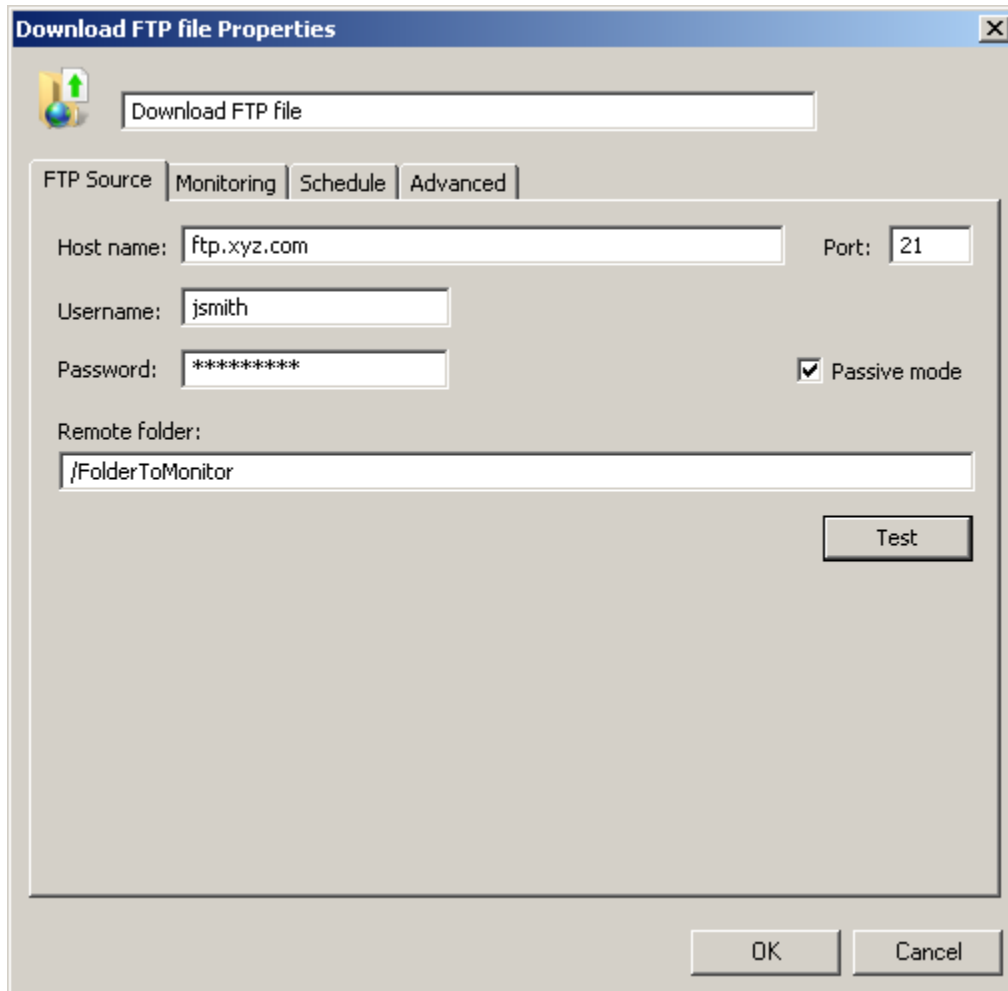 Download FTP file Properties
Download FTP file
FTP Source Monitoring Schedule Advanced
Host name: ftp.xyz.com Port: 21
Username: jsmith
Password: ********* Passive mode
Remote folder:
/FolderToMonitor
Test
OK Cancel